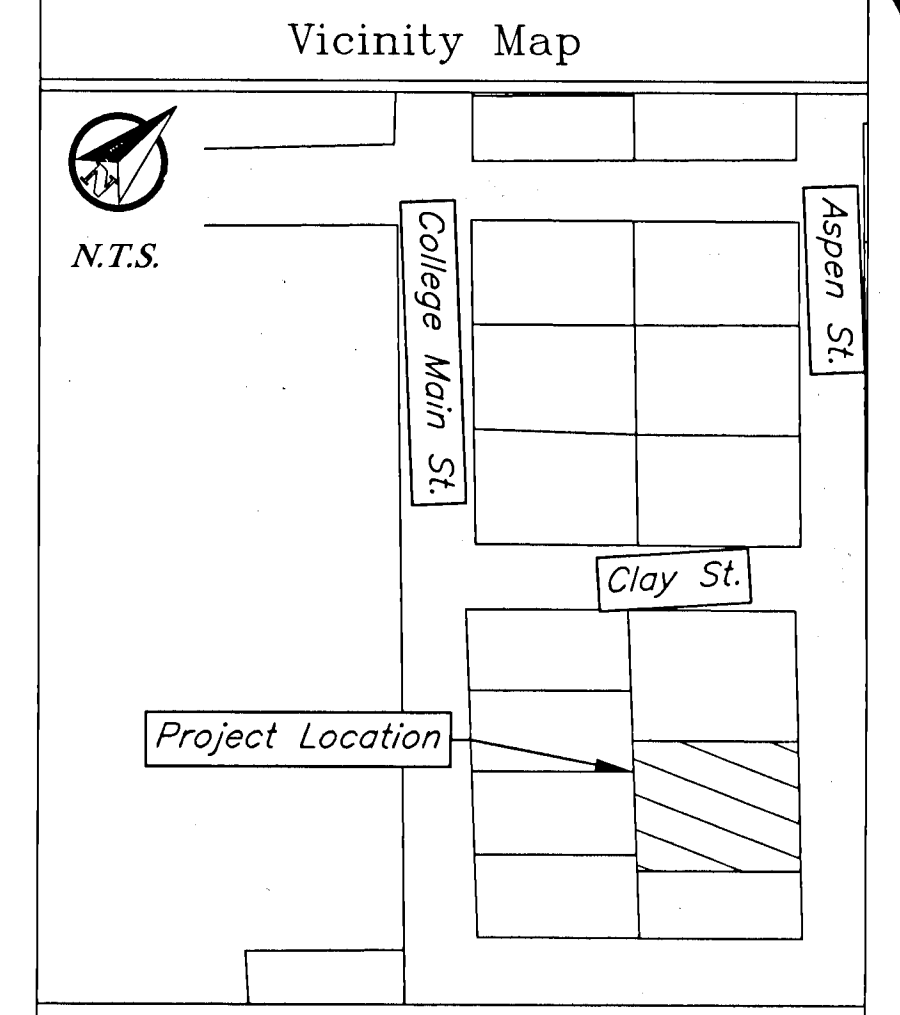 Vicinity Map
N
N.T.S.
College Main St.
Aspen St.
Clay St.
Project Location